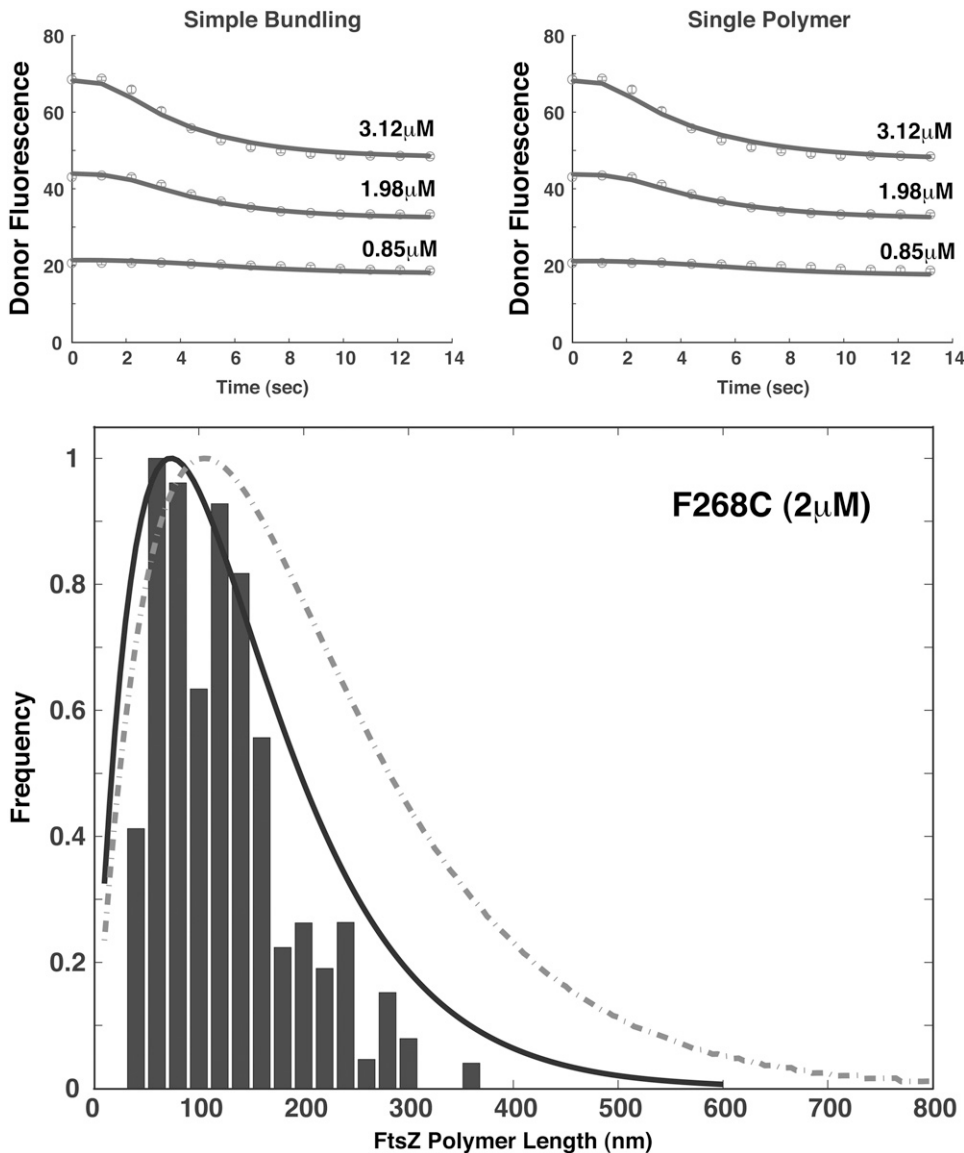 Simple Bundling
Single Polymer
80
60
40
20
0
Donor Fluorescence
3.12μM
1.98μM
0.85μM
0 2 4 6 8 10 12 14
Time (sec)
80
60
40
20
0
Donor Fluorescence
3.12μM
1.98μM
0.85μM
0 2 4 6 8 10 12 14
Time (sec)
F268C (2μM)
1
0.8
0.6
0.4
0.2
0
Frequency
0 100 200 300 400 500 600 700 800
FtsZ Polymer Length (nm)